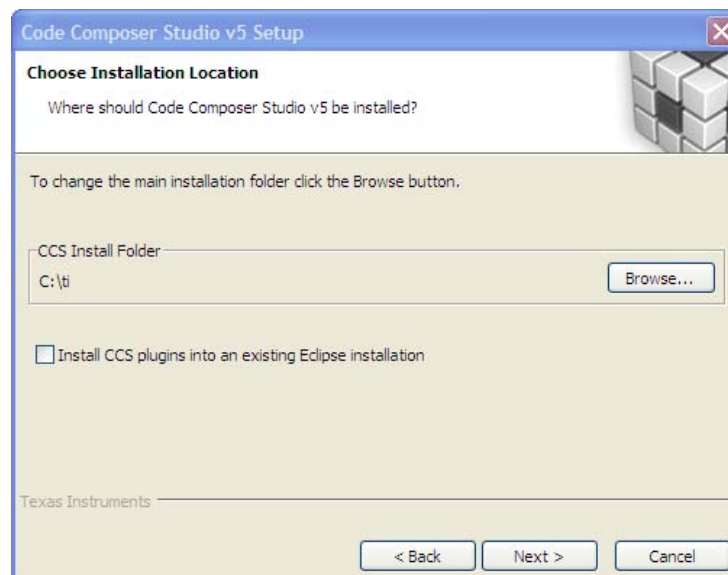 Code Composer Studio v5 Setup
Choose Installation Location
Where should Code Composer Studio v5 be installed?
To change the main installation folder click the Browse button.
CCS Install Folder
C:\ti
Browse...
Install CCS plugins into an existing Eclipse installation
Texas Instruments
< Back
Next >
Cancel